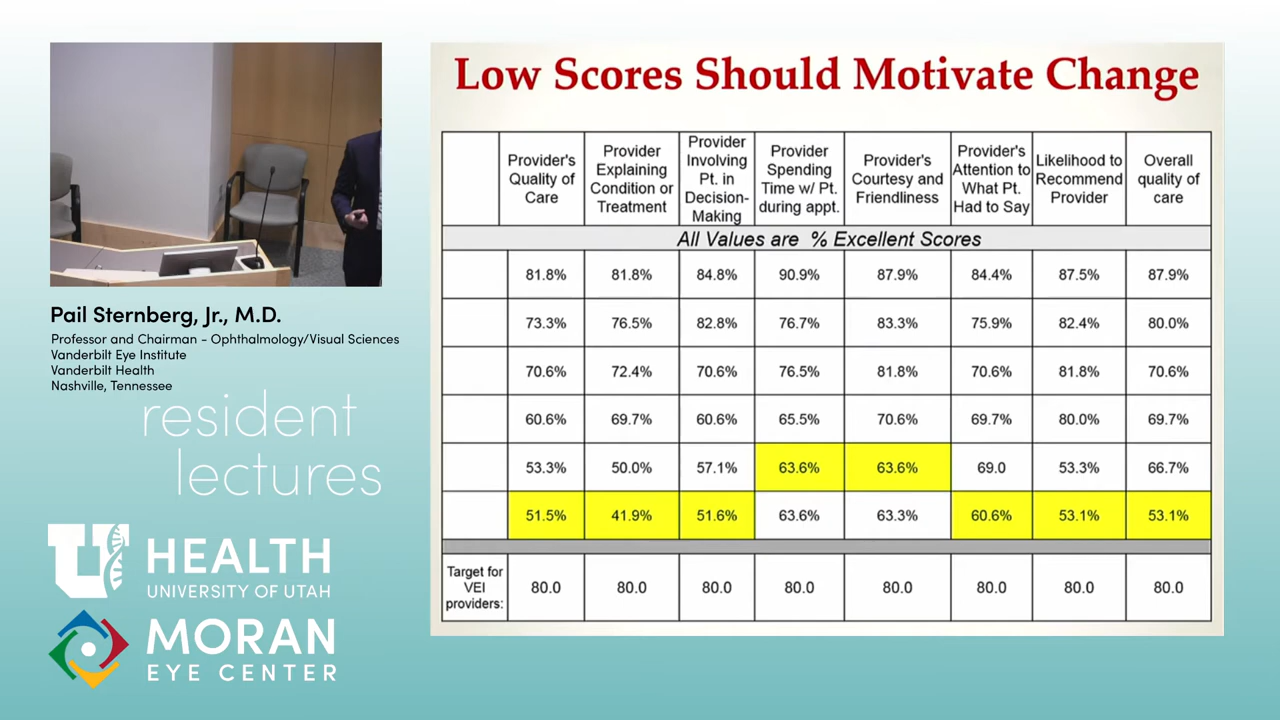 Low Scores Should Motivate Change
Provider's
Quality of
Care
Provider
Explaining
Condition or
Treatment
Provider
Involving
Pt. in
Decision-
Making
Provider
Spending
Time w/ Pt.
during appt.
Provider's
Courtesy and
Friendliness
Provider's
Attention to
What Pt.
Had to Say
Likelihood to
Recommend
Provider
Overall
quality of
care
All Values are % Excellent Scores
81.8% 81.8% 84.8% 90.9% 87.9% 84.4% 87.5% 87.9%
73.3% 76.5% 82.8% 76.7% 83.3% 75.9% 82.4% 80.0%
70.6% 72.4% 70.6% 76.5% 81.8% 70.6% 81.8% 70.6%
60.6% 69.7% 60.6% 65.5% 70.6% 69.7% 80.0% 69.7%
53.3% 50.0% 57.1% 63.6% 63.6% 69.0 53.3% 66.7%
51.5% 41.9% 51.6% 63.6% 63.3% 60.6% 53.1% 53.1%
Target for
VEI
providers:
80.0 80.0 80.0 80.0 80.0 80.0 80.0 80.0
Pail Sternberg, Jr., M.D.
Professor and Chairman - Ophthalmology/Visual Sciences
Vanderbilt Eye Institute
Vanderbilt Health
Nashville, Tennessee
resident
lectures
U HEALTH
UNIVERSITY OF UTAH
MORAN
EYE CENTER